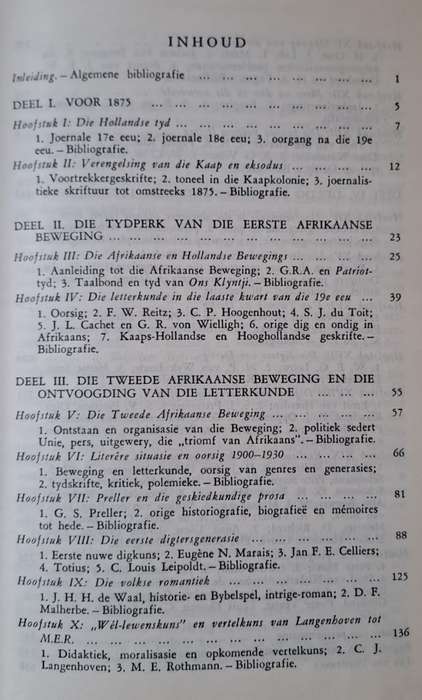 INHOUD
Inleiding. – Algemene bibliografie ... ... ... ... ... ... ... ... 1
DEEL I. VOOR 1875 ... ... ... ... ... ... ... ... ... 5
Hoofstuk I: Die Hollandse tyd ... ... ... ... ... ... ... ... 7
1. Joernale 17e eeu; 2. joernale 18e eeu; 3. oorgang na die 19e
eeu. – Bibliografie.
Hoofstuk II: Verengelsing van die Kaap en eksodus ... ... ... ... 12
1. Voortrekkergeskrifte; 2. toneel in die Kaapkolonie; 3. joernalis-
tieke skriftuur tot omstreeks 1875. – Bibliografie.
DEEL II. DIE TYDPERK VAN DIE EERSTE AFRIKAANSE
BEWEGING ... ... ... ... ... ... ... ... ... ... ... 23
Hoofstuk III: Die Afrikaanse en Hollandse Bewegings ... ... ... ... 25
1. Aanleiding tot die Afrikaanse Beweging; 2. G.R.A. en Patriot-
tyd; 3. Taalbond en tyd van Ons Klyntji. – Bibliografie.
Hoofstuk IV: Die letterkunde in die laaste kwart van die 19e eeu ... 39
1. Oorsig; 2. F. W. Reitz; 3. C. P. Hoogenhout; 4. S. J. du Toit;
5. J. L. Cachet en G. R. von Wielligh; 6. orige dig en ondig in
Afrikaans; 7. Kaaps-Hollandse en Hooghollandse geskrifte. –
Bibliografie.
DEEL III. DIE TWEEDE AFRIKAANSE BEWEGING EN DIE
ONTVOOGDING VAN DIE LETTERKUNDE ... ... ... 55
Hoofstuk V: Die Tweede Afrikaanse Beweging ... ... ... ... ... 57
1. Ontstaan en organisasie van die Beweging; 2. politiek sedert
Unie, pers, uitgewery, die „triomf van Afrikaans”. – Bibliografie.
Hoofstuk VI: Literêre situasie en oorsig 1900–1930 ... ... ... ... 66
1. Beweging en letterkunde, oorsig van genres en generasies;
2. tydskrifte, kritiek, polemieke. – Bibliografie.
Hoofstuk VII: Preller en die geskiedkundige prosa ... ... ... ... 81
1. G. S. Preller; 2. orige historiografie, biografieë en mémoires
tot hede. – Bibliografie.
Hoofstuk VIII: Die eerste digtersgenerasie ... ... ... ... ... ... 88
1. Eerste nuwe digkuns; 2. Eugène N. Marais; 3. Jan F. E. Celliers;
4. Totius; 5. C. Louis Leipoldt. – Bibliografie.
Hoofstuk IX: Die volkse romantiek ... ... ... ... ... ... ... 125
1. J. H. H. de Waal, historie- en Bybelspel, intrige-roman; 2. D. F.
Malherbe. – Bibliografie.
Hoofstuk X: „Wél-lewenskuns” en vertelkuns van Langenhoven tot
M.E.R. ... ... ... ... ... ... ... ... ... ... ... 136
1. Didaktiek, moralisasie en opkomende vertelkuns; 2. C. J.
Langenhoven; 3. M. E. Rothmann. – Bibliografie.